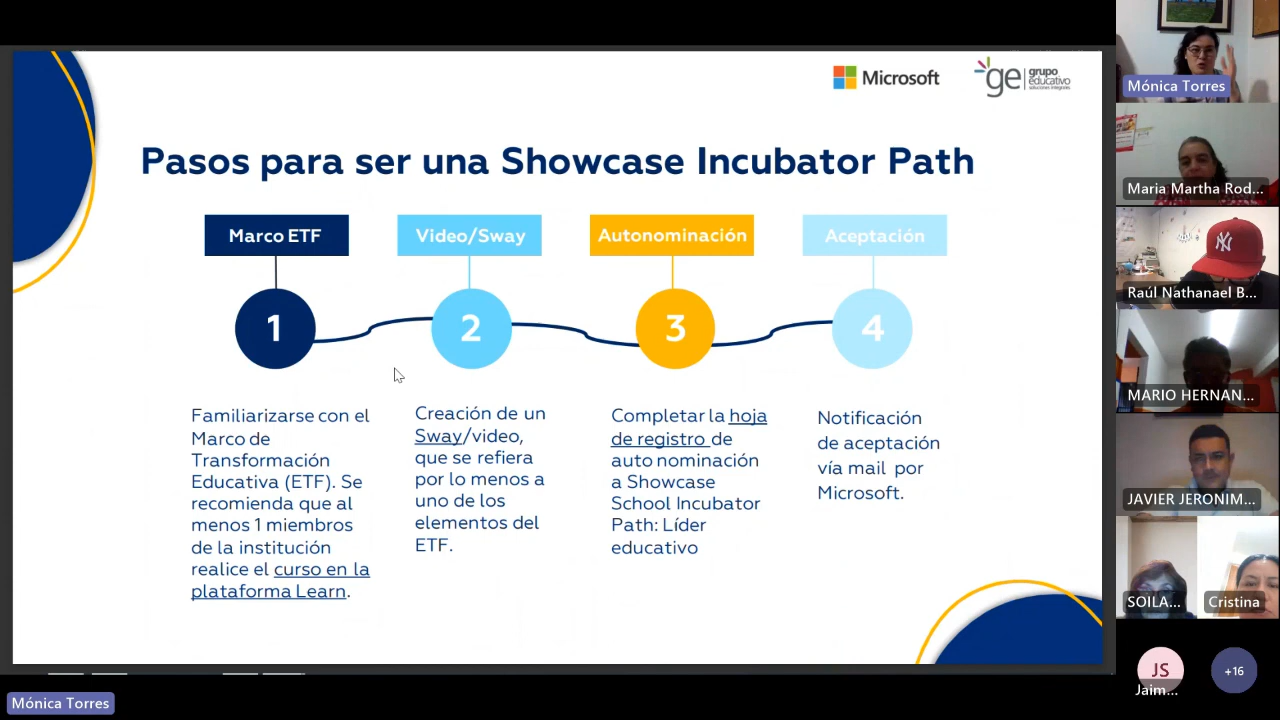 Microsoft
ge grupo
educativo
soluciones integrales
Pasos para ser una Showcase Incubator Path
Marco ETF
Video/Sway
Autonominación
Aceptación
1
2
3
4
Familiarizarse con el
Marco de
Transformación
Educativa (ETF). Se
recomienda que al
menos 1 miembros
de la institución
realice el curso en la
plataforma Learn.
Creación de un
Sway/video,
que se refiera
por lo menos a
uno de los
elementos del
ETF.
Completar la hoja
de registro de
auto nominación
a Showcase
School Incubator
Path: Líder
educativo
Notificación
de aceptación
vía mail por
Microsoft.
Mónica Torres
Maria Martha Rod...
Raúl Nathanael B...
MARIO HERNAN...
JAVIER JERONIM...
SOILA...
Cristina
JS
Jaim...
+16
Mónica Torres